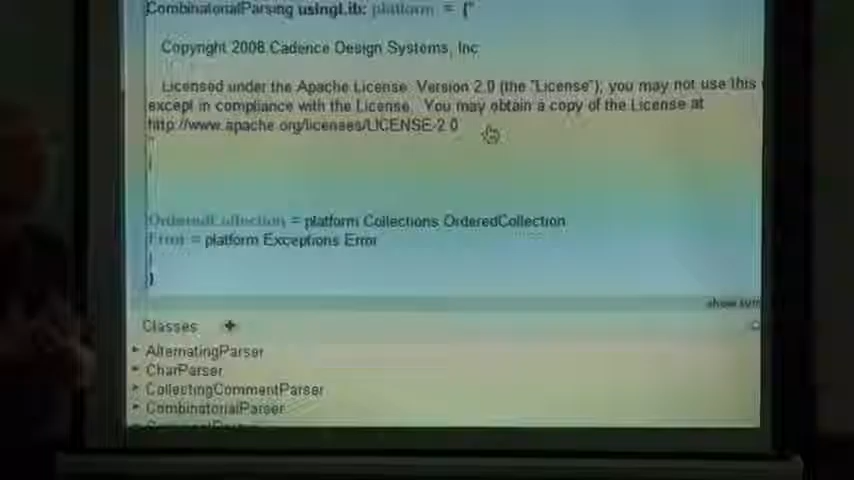 CombinatorialParsing usingLib: platform = ("
Copyright 2008 Cadence Design Systems, Inc
Licensed under the Apache License, Version 2.0 (the "License"); you may not use this
except in compliance with the License. You may obtain a copy of the License at
http://www.apache.org/licenses/LICENSE-2.0
"
|
OrderedCollection = platform Collections OrderedCollection
Error = platform Exceptions Error
|
)
show
Classes +
AlternatingParser
CharParser
CollectingCommentParser
CombinatorialParser